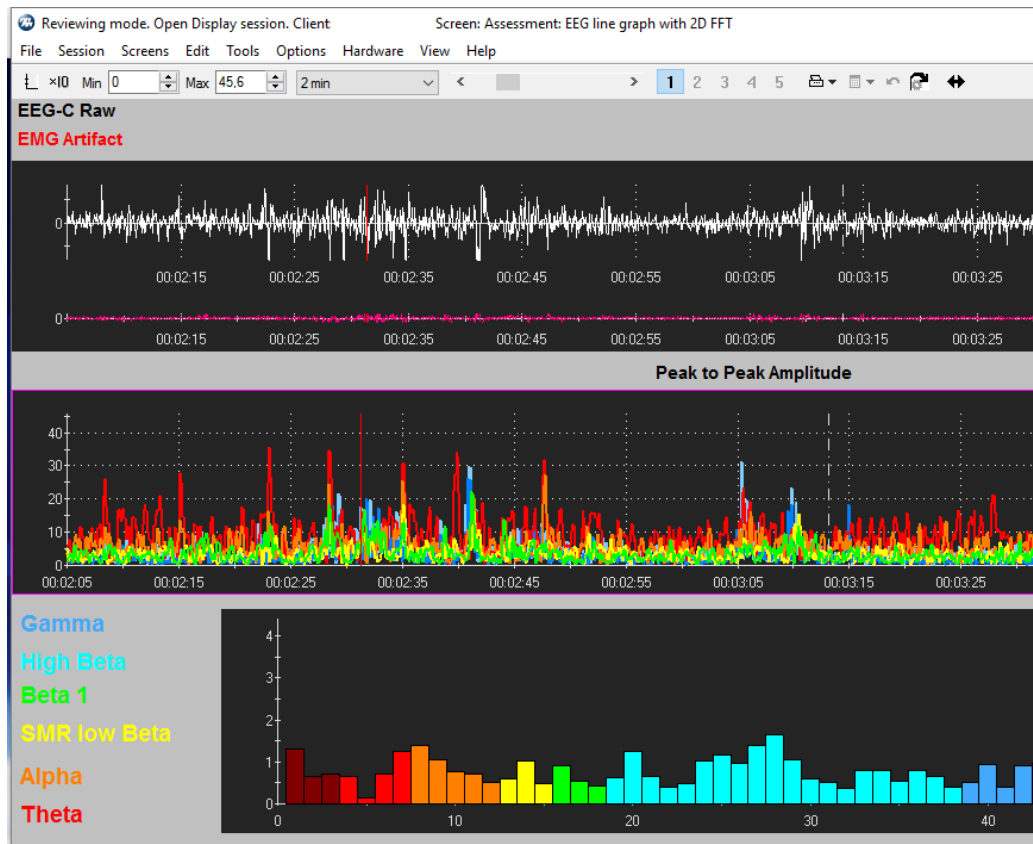 Reviewing mode. Open Display session. Client Screen: Assessment: EEG line graph with 2D FFT
File Session Screens Edit Tools Options Hardware View Help
×10 Min 0 Max 45,6 2 min < > 1 2 3 4 5
EEG-C Raw
EMG Artifact
0
00:02:15 00:02:25 00:02:35 00:02:45 00:02:55 00:03:05 00:03:15 00:03:25
0
00:02:15 00:02:25 00:02:35 00:02:45 00:02:55 00:03:05 00:03:15 00:03:25
Peak to Peak Amplitude
40
30
20
10
0
00:02:05 00:02:15 00:02:25 00:02:35 00:02:45 00:02:55 00:03:05 00:03:15 00:03:25
Gamma
High Beta
Beta 1
SMR low Beta
Alpha
Theta
4
3
2
1
0
0 10 20 30 40